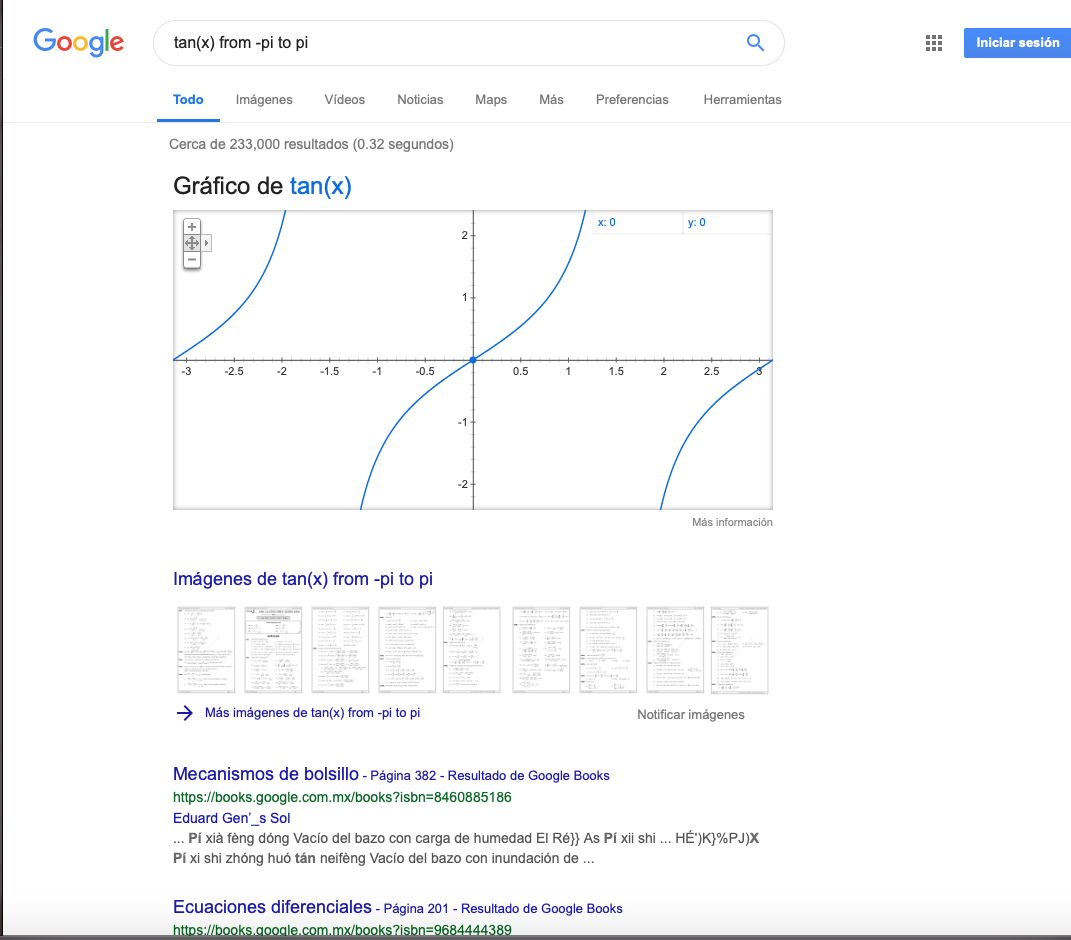 Google
tan(x) from -pi to pi
Iniciar sesión
Todo Imágenes Vídeos Noticias Maps Más Preferencias Herramientas
Cerca de 233,000 resultados (0.32 segundos)
Gráfico de tan(x)
x: 0 y: 0
2
1
-3 -2.5 -2 -1.5 -1 -0.5 0.5 1 1.5 2 2.5 3
-1
-2
Más información
Imágenes de tan(x) from -pi to pi
Más imágenes de tan(x) from -pi to pi
Notificar imágenes
Mecanismos de bolsillo - Página 382 - Resultado de Google Books
https://books.google.com.mx/books?isbn=8460885186
Eduard Gen’_s Sol
... Pí xià fèng dóng Vacío del bazo con carga de humedad El Ré}} As Pí xii shi ... HÉ')K}%PJ)X
Pí xi shi zhóng huó tán neifèng Vacío del bazo con inundación de ...
Ecuaciones diferenciales - Página 201 - Resultado de Google Books
https://books.google.com.mx/books?isbn=9684444389